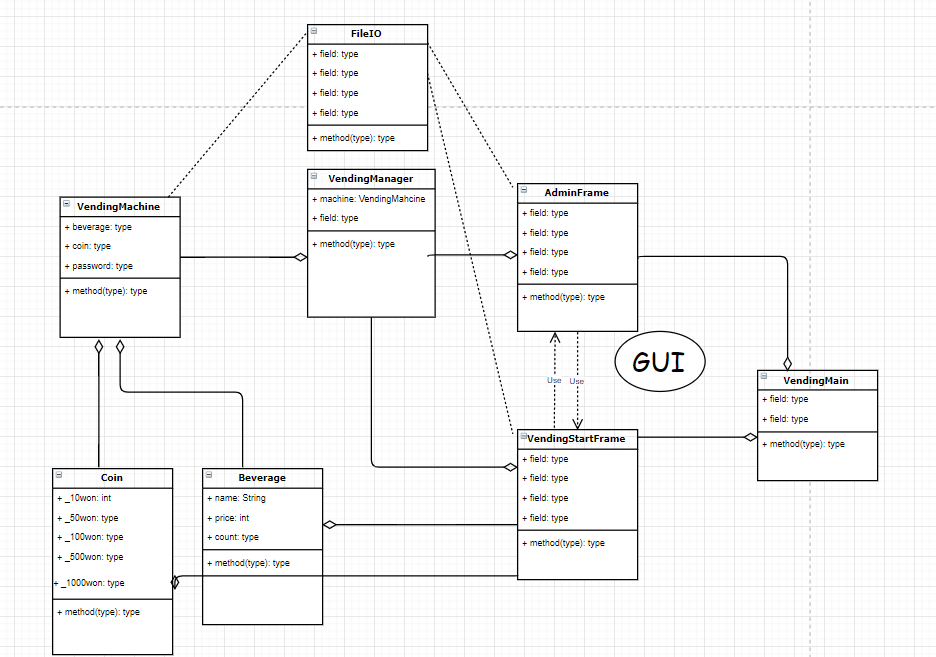 FileIO
+ field: type
+ field: type
+ field: type
+ field: type
+ method(type): type
VendingManager
+ machine: VendingMahcine
+ field: type
+ method(type): type
AdminFrame
+ field: type
+ field: type
+ field: type
+ field: type
+ method(type): type
VendingMachine
+ beverage: type
+ coin: type
+ password: type
+ method(type): type
GUI
Use
Use
VendingMain
+ field: type
+ field: type
+ method(type): type
VendingStartFrame
+ field: type
+ field: type
+ field: type
+ field: type
+ method(type): type
Coin
+ _10won: int
+ _50won: type
+ _100won: type
+ _500won: type
+ _1000won: type
+ method(type): type
Beverage
+ name: String
+ price: int
+ count: type
+ method(type): type